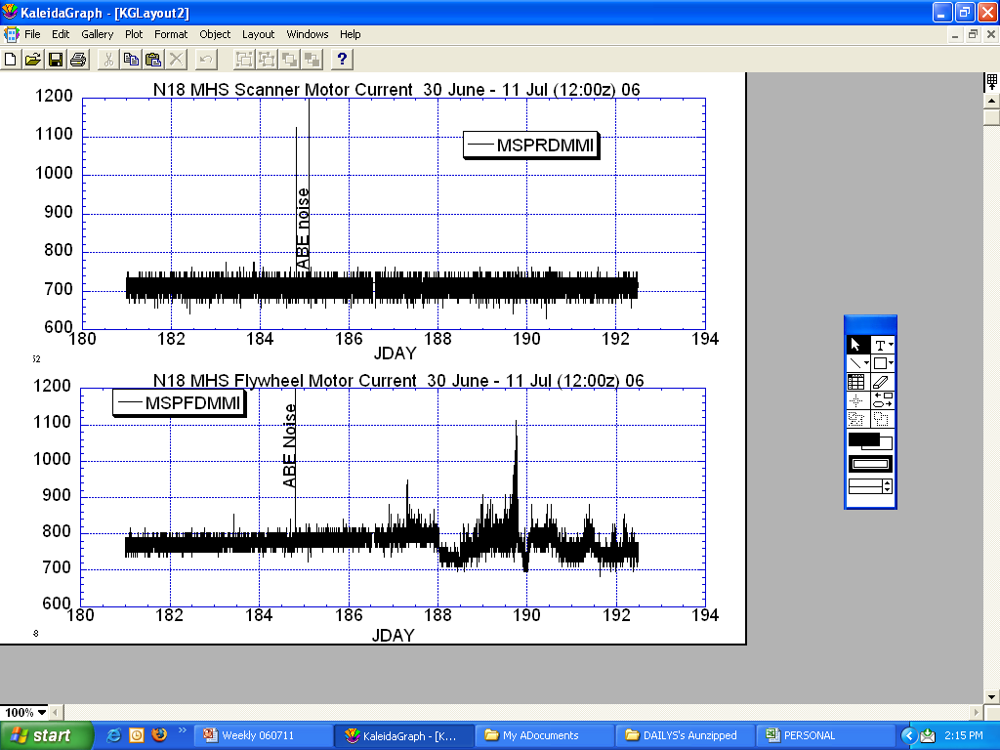 KaleidaGraph - [KGLayout2]
File Edit Gallery Plot Format Object Layout Windows Help
N18 MHS Scanner Motor Current 30 June - 11 Jul (12:00z) 06
1200
1100
1000
900
800
700
600
MSPRDMMI
ABE noise
180 182 184 186 188 190 192 194
JDAY
52
N18 MHS Flywheel Motor Current 30 June - 11 Jul (12:00z) 06
1200
1100
1000
900
800
700
600
MSPFDMMI
ABE Noise
180 182 184 186 188 190 192 194
JDAY
8
T
100%
start Weekly 060711 KaleidaGraph - [K... My ADocuments DAILYS's Aunzipped PERSONAL 2:15 PM